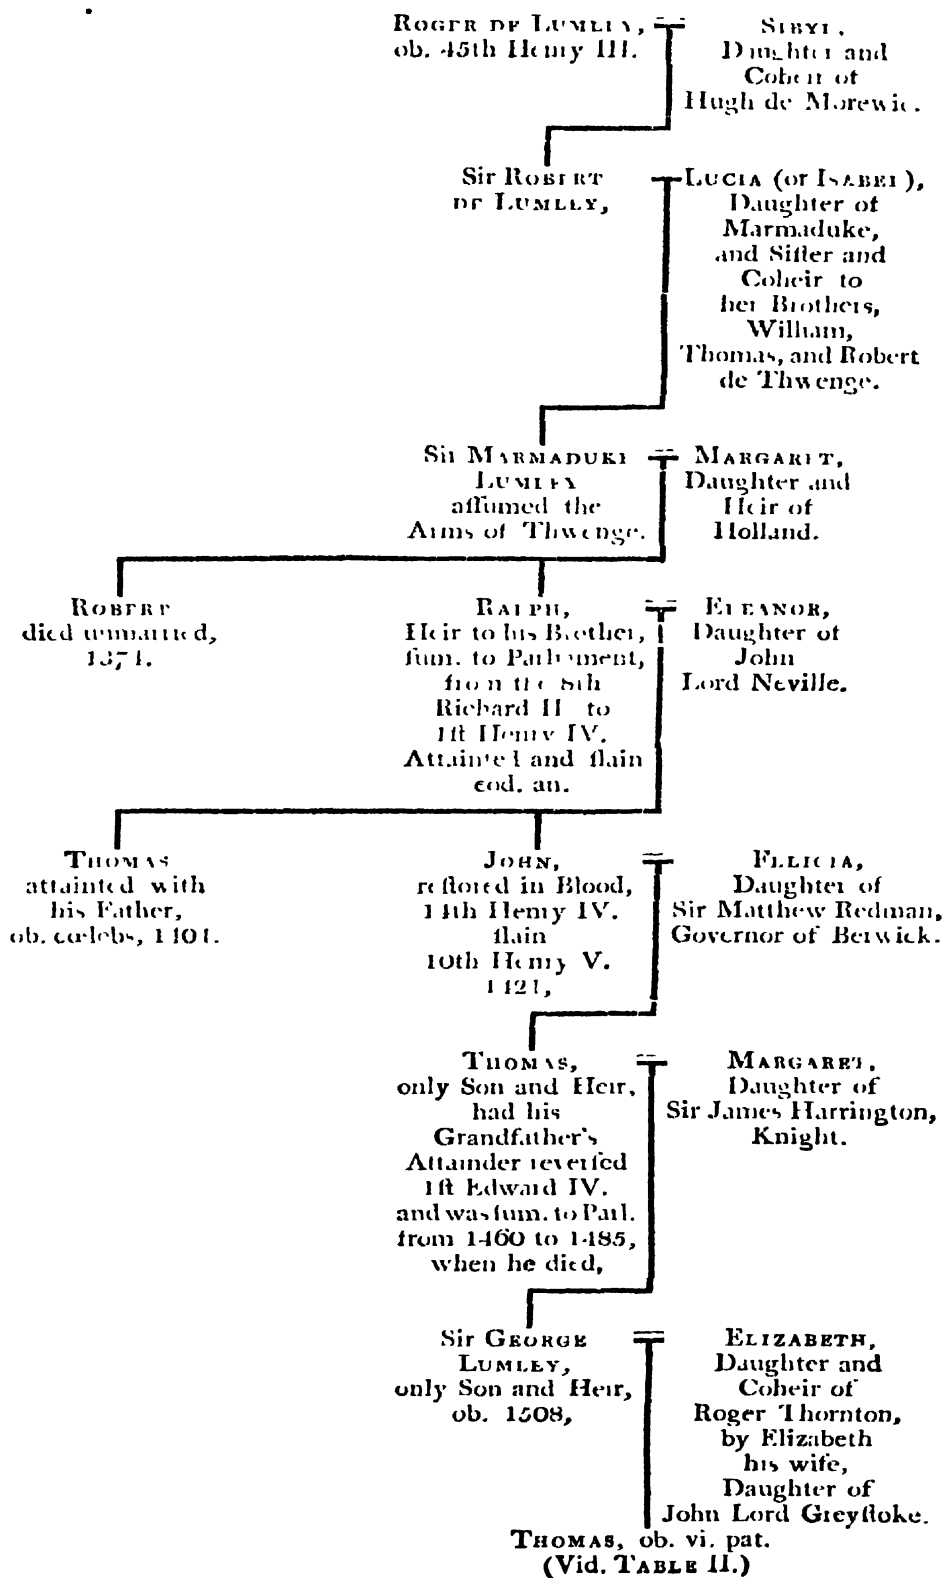 ROGER DE LUMLEY,
ob. 45th Henry III.
SIBYL,
Daughter and
Coheir of
Hugh de Morewic.
Sir ROBERT
DE LUMLEY,
LUCIA (or ISABEL),
Daughter of
Marmaduke,
and Siſter and
Coheir to
her Brothers,
William,
Thomas, and Robert
de Thwenge.
Sir MARMADUKE
LUMLEY
aſſumed the
Arms of Thwenge.
MARGARET,
Daughter and
Heir of
Holland.
ROBERT
died unmarried,
1374.
RALPH,
Heir to his Brother,
ſum. to Parliament,
from the 8th
Richard II to
1ſt Henry IV.
Attainted and ſlain
eod. an.
ELEANOR,
Daughter of
John
Lord Neville.
THOMAS
attainted with
his Father,
ob. cœlebs, 1404.
JOHN,
reſtored in Blood,
14th Henry IV.
ſlain
10th Henry V.
1421,
FELICIA,
Daughter of
Sir Matthew Redman,
Governor of Berwick.
THOMAS,
only Son and Heir,
had his
Grandfather's
Attainder reverſed
1ſt Edward IV.
and was ſum. to Parl.
from 1460 to 1485,
when he died,
MARGARET,
Daughter of
Sir James Harrington,
Knight.
Sir GEORGE
LUMLEY,
only Son and Heir,
ob. 1508,
ELIZABETH,
Daughter and
Coheir of
Roger Thornton,
by Elizabeth
his wife,
Daughter of
John Lord Greyſtoke.
THOMAS, ob. vi. pat.
(Vid. TABLE II.)